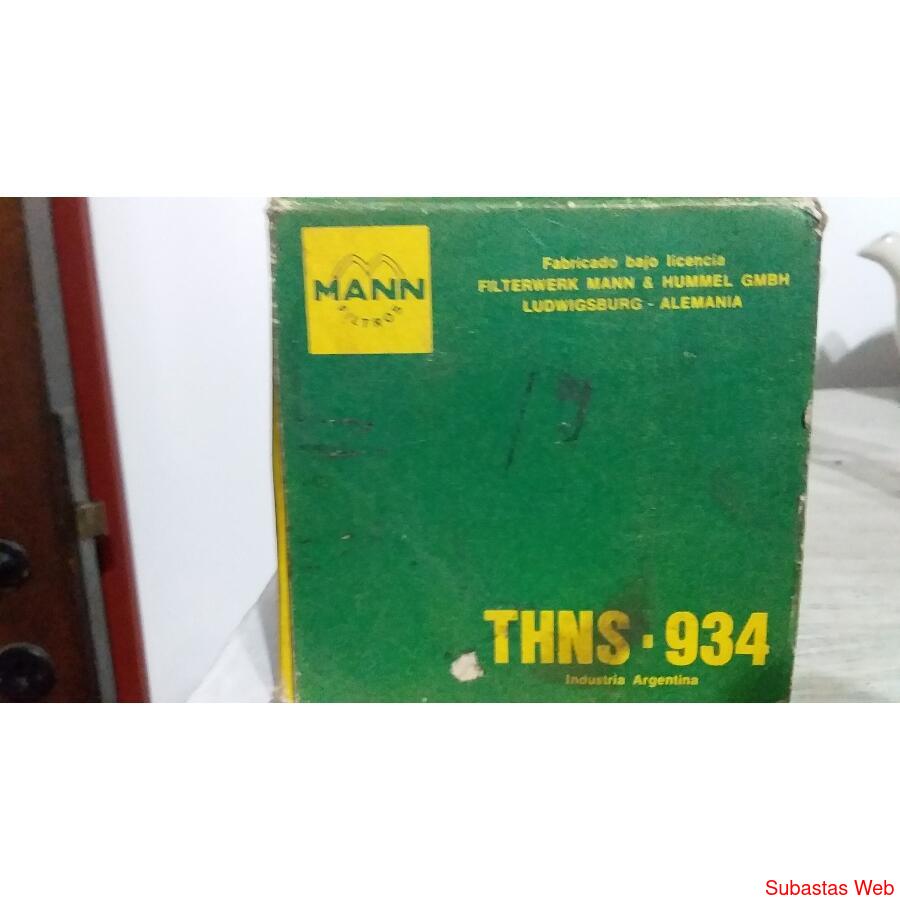 MANN
FILTROS
Fabricado bajo licencia
FILTERWERK MANN & HUMMEL GMBH
LUDWIGSBURG - ALEMANIA
THNS · 934
Industria Argentina
Subastas Web